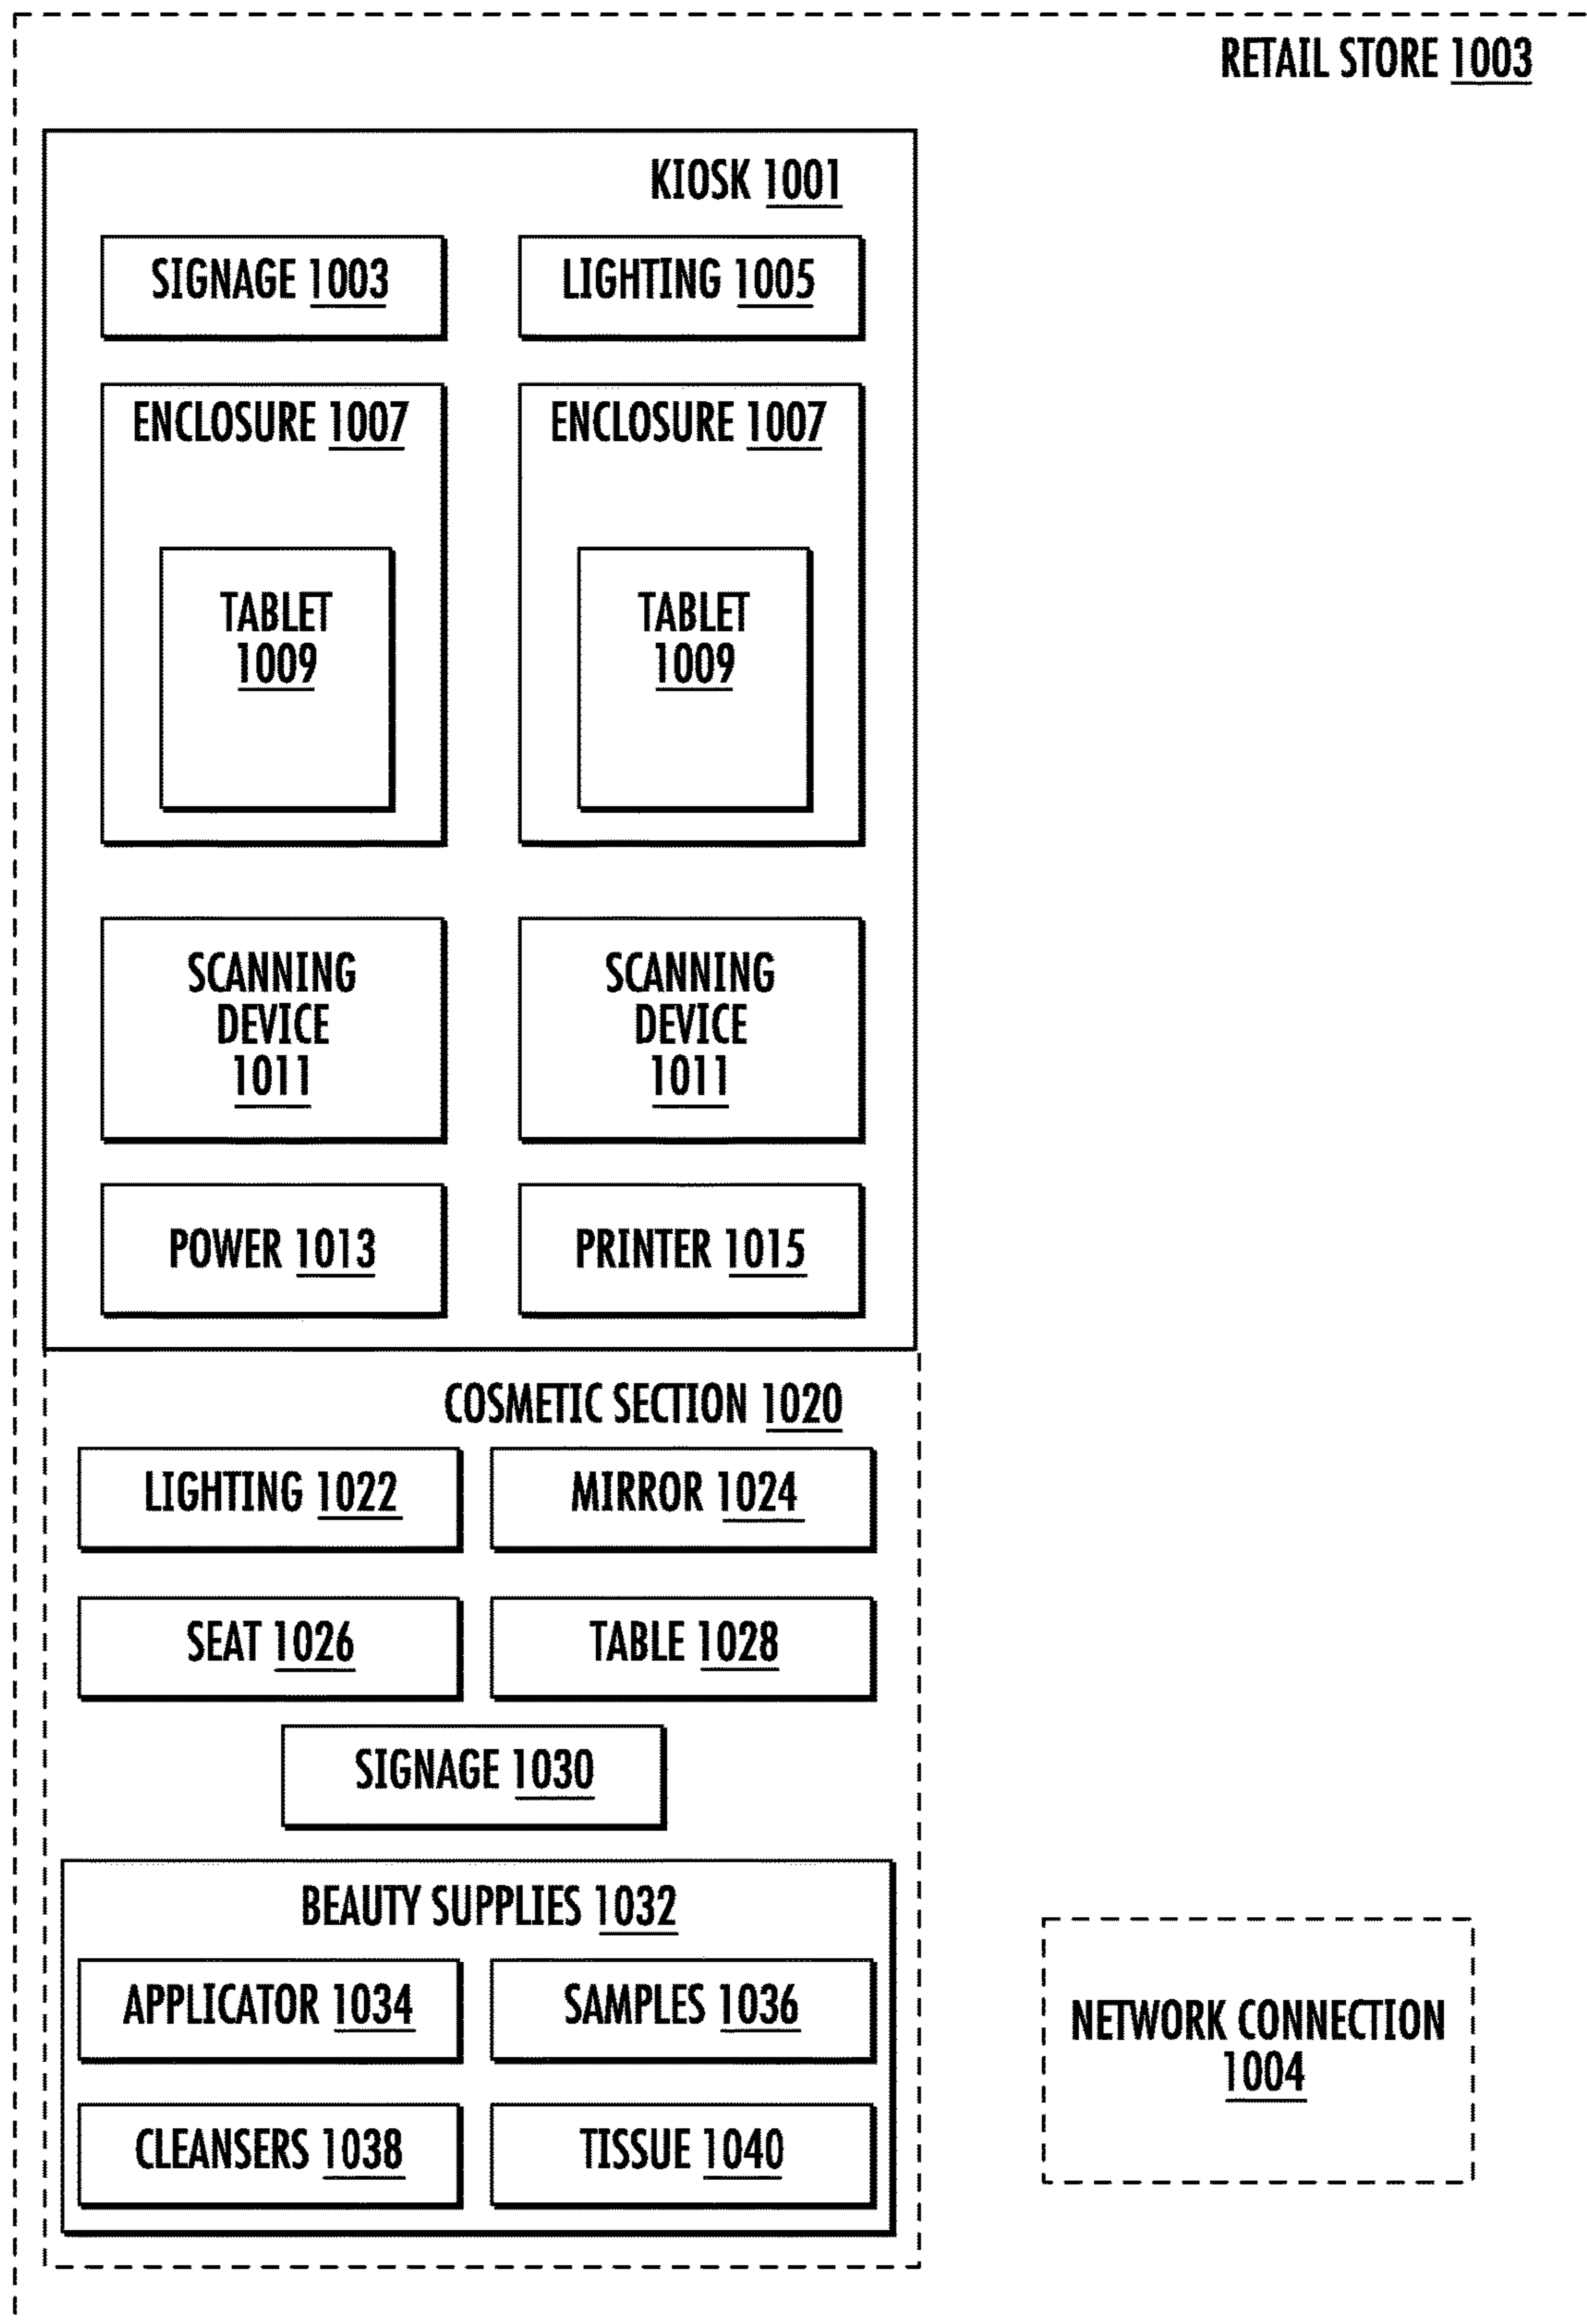 RETAIL STORE 1003
KIOSK 1001
SIGNAGE 1003
LIGHTING 1005
ENCLOSURE 1007
TABLET
1009
ENCLOSURE 1007
TABLET
1009
SCANNING
DEVICE
1011
SCANNING
DEVICE
1011
POWER 1013
PRINTER 1015
COSMETIC SECTION 1020
LIGHTING 1022
MIRROR 1024
SEAT 1026
TABLE 1028
SIGNAGE 1030
BEAUTY SUPPLIES 1032
APPLICATOR 1034
SAMPLES 1036
CLEANSERS 1038
TISSUE 1040
NETWORK CONNECTION
1004